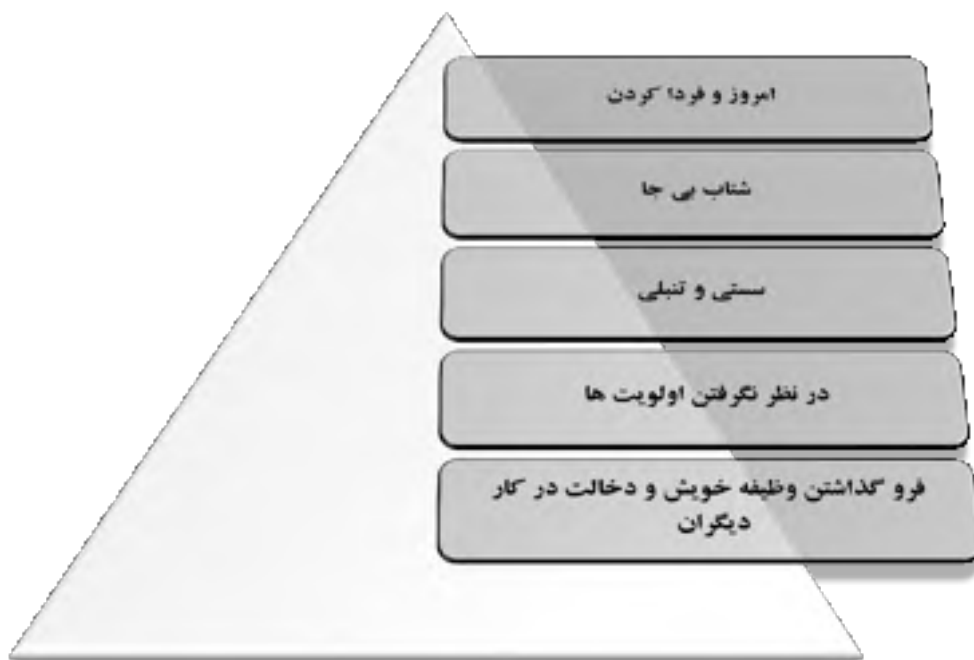 امروز و فردا کردن
شتاب بی جا
سستی و تنبلی
در نظر نگرفتن اولویت ها
فرو گذاشتن وظیفه خویش و دخالت در کار
دیگران